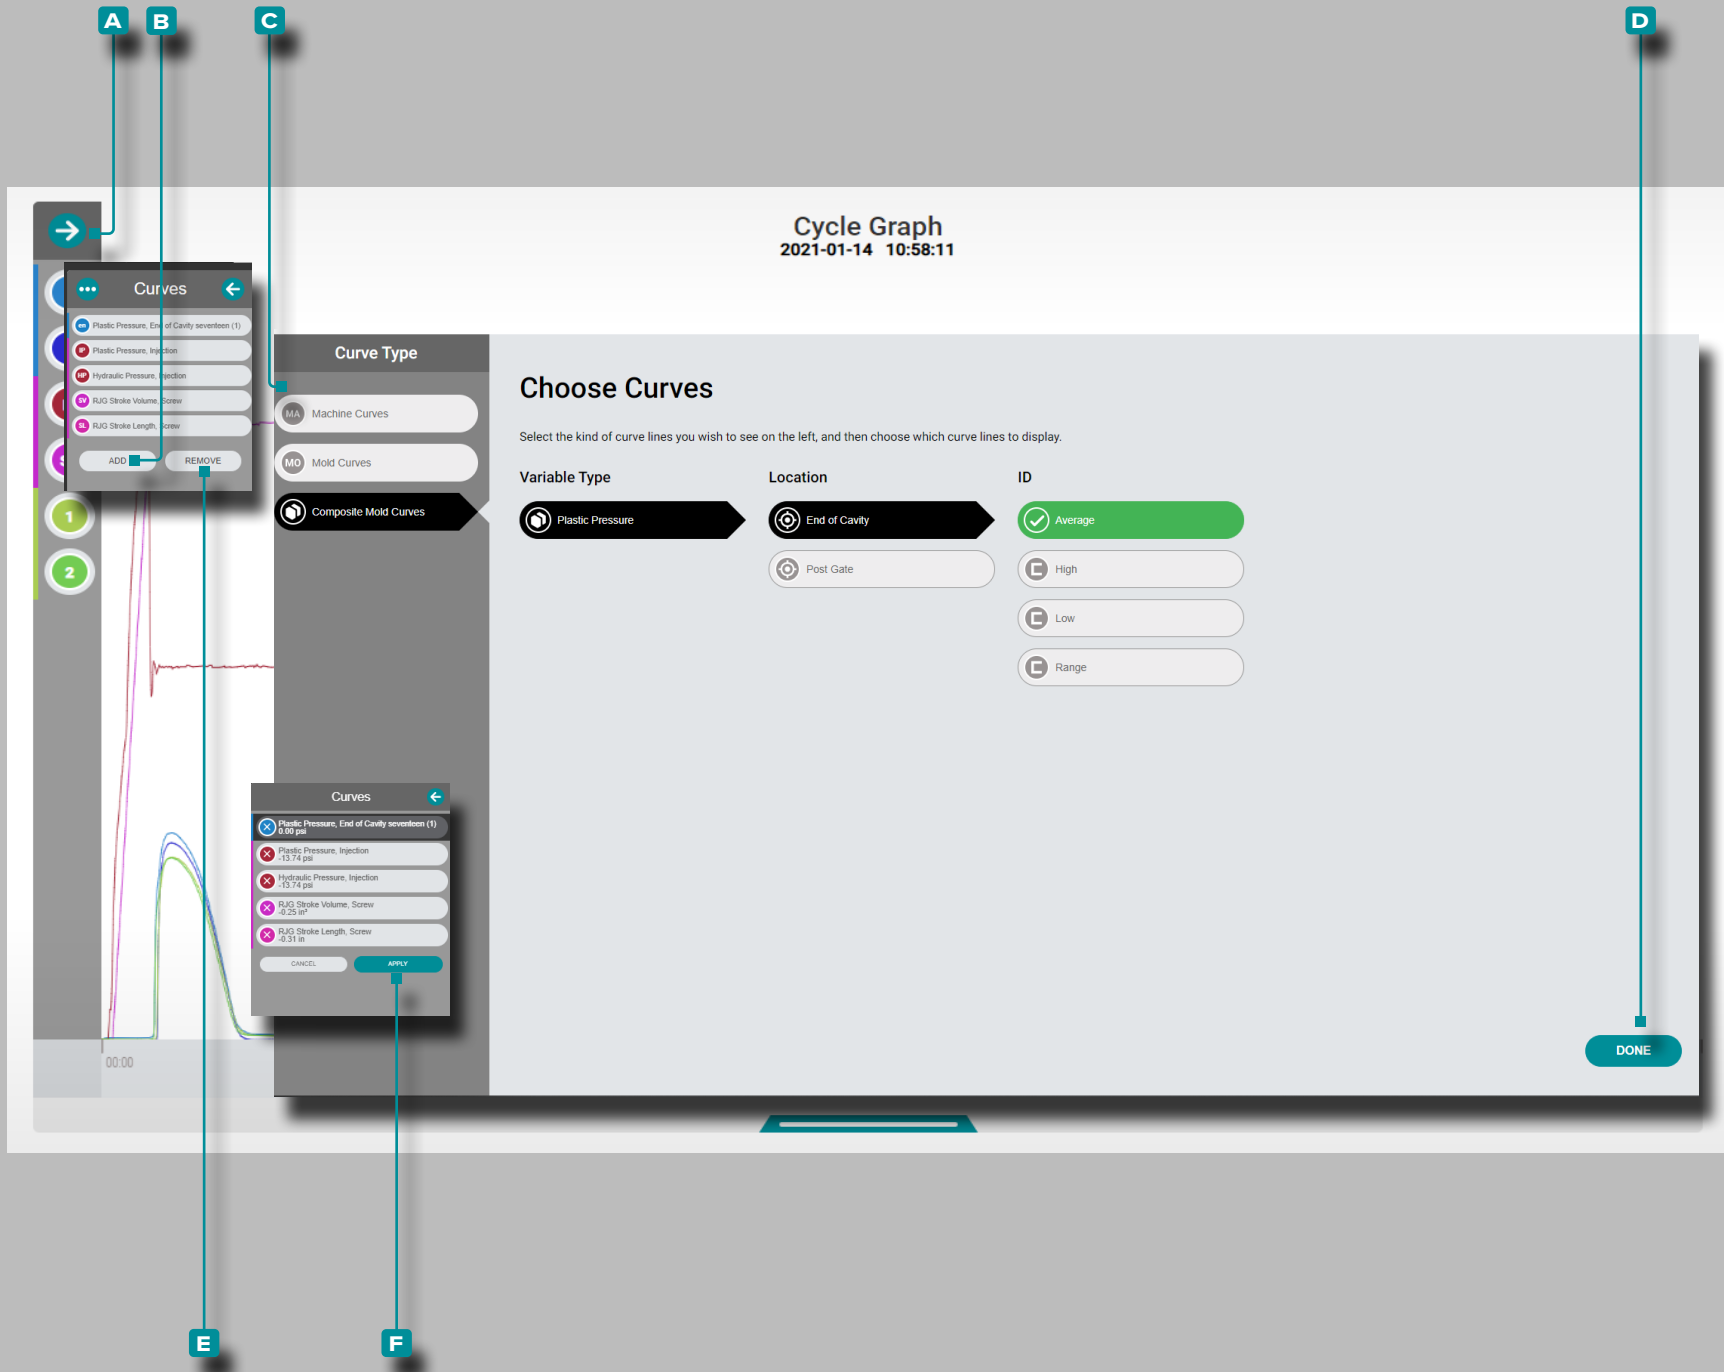 A
B
C
D
Cycle Graph
2021-01-14 10:58:11
Curves
en Plastic Pressure, End of Cavity seventeen (1)
IP Plastic Pressure, Injection
HP Hydraulic Pressure, Injection
SV RJG Stroke Volume, Screw
SL RJG Stroke Length, Screw
ADD
REMOVE
1
2
00:00
Curve Type
MA Machine Curves
MO Mold Curves
Composite Mold Curves
Choose Curves
Select the kind of curve lines you wish to see on the left, and then choose which curve lines to display.
Variable Type
Plastic Pressure
Location
End of Cavity
Post Gate
ID
Average
High
Low
Range
Curves
Plastic Pressure, End of Cavity seventeen (1)
0.00 psi
Plastic Pressure, Injection
-13.74 psi
Hydraulic Pressure, Injection
-13.74 psi
RJG Stroke Volume, Screw
-0.25 in³
RJG Stroke Length, Screw
-0.31 in
CANCEL
APPLY
DONE
E
F